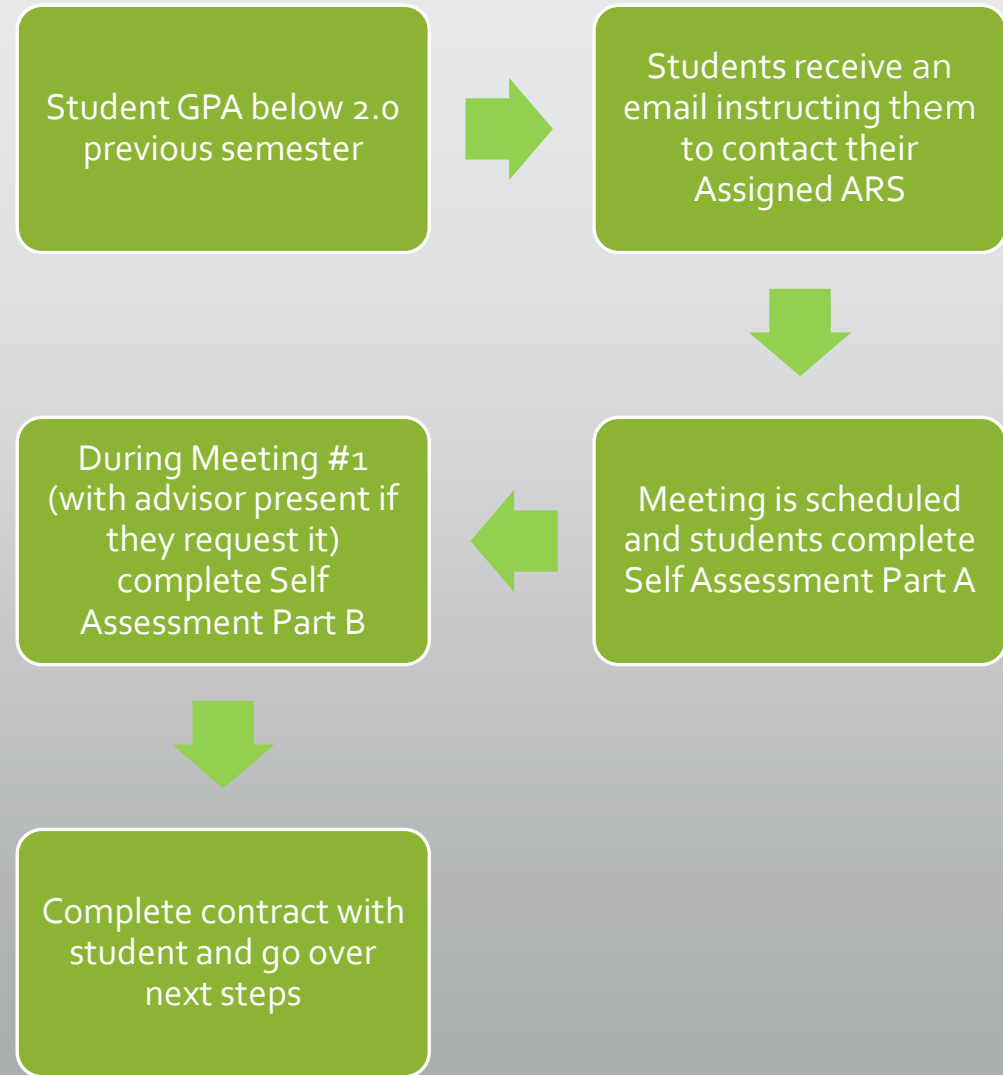 Student GPA below 2.0
previous semester
Students receive an
email instructing them
to contact their
Assigned ARS
Meeting is scheduled
and students complete
Self Assessment Part A
During Meeting #1
(with advisor present if
they request it)
complete Self
Assessment Part B
Complete contract with
student and go over
next steps